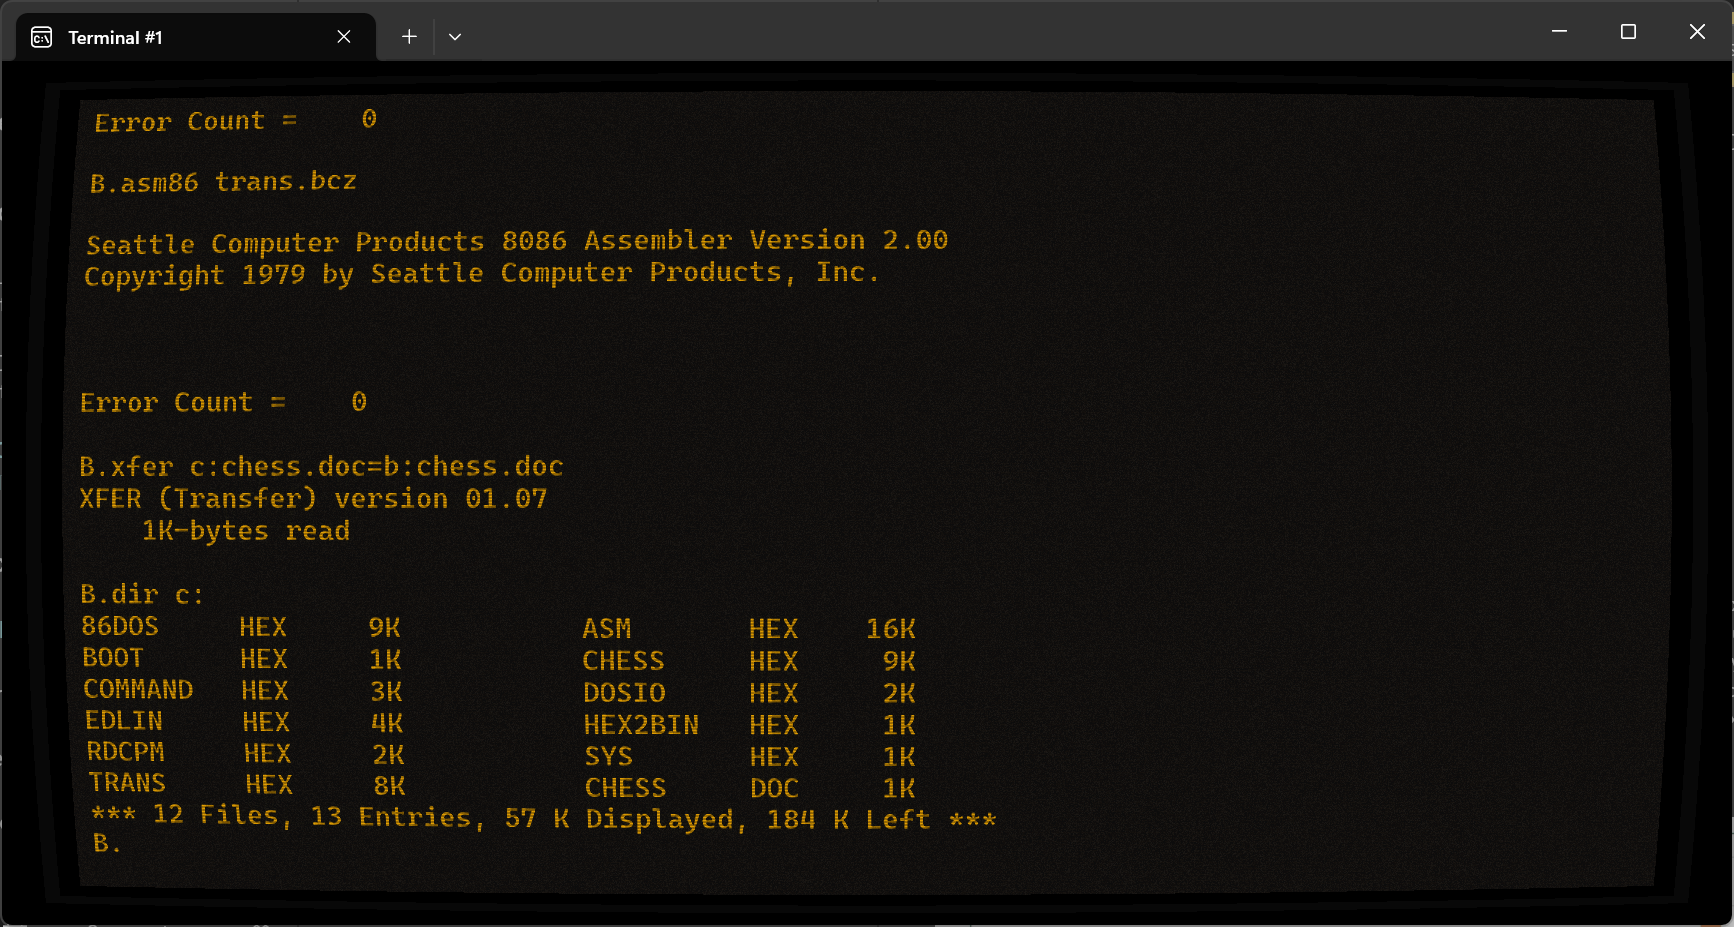 Terminal #1
Error Count =    0
B.asm86 trans.bcz
Seattle Computer Products 8086 Assembler Version 2.00
Copyright 1979 by Seattle Computer Products, Inc.
Error Count =    0
B.xfer c:chess.doc=b:chess.doc
XFER (Transfer) version 01.07
    1K-bytes read
B.dir c:
86DOS     HEX     9K           ASM       HEX    16K
BOOT      HEX     1K           CHESS     HEX     9K
COMMAND   HEX     3K           DOSIO     HEX     2K
EDLIN     HEX     4K           HEX2BIN   HEX     1K
RDCPM     HEX     2K           SYS       HEX     1K
TRANS     HEX     8K           CHESS     DOC     1K
*** 12 Files, 13 Entries, 57 K Displayed, 184 K Left ***
B.